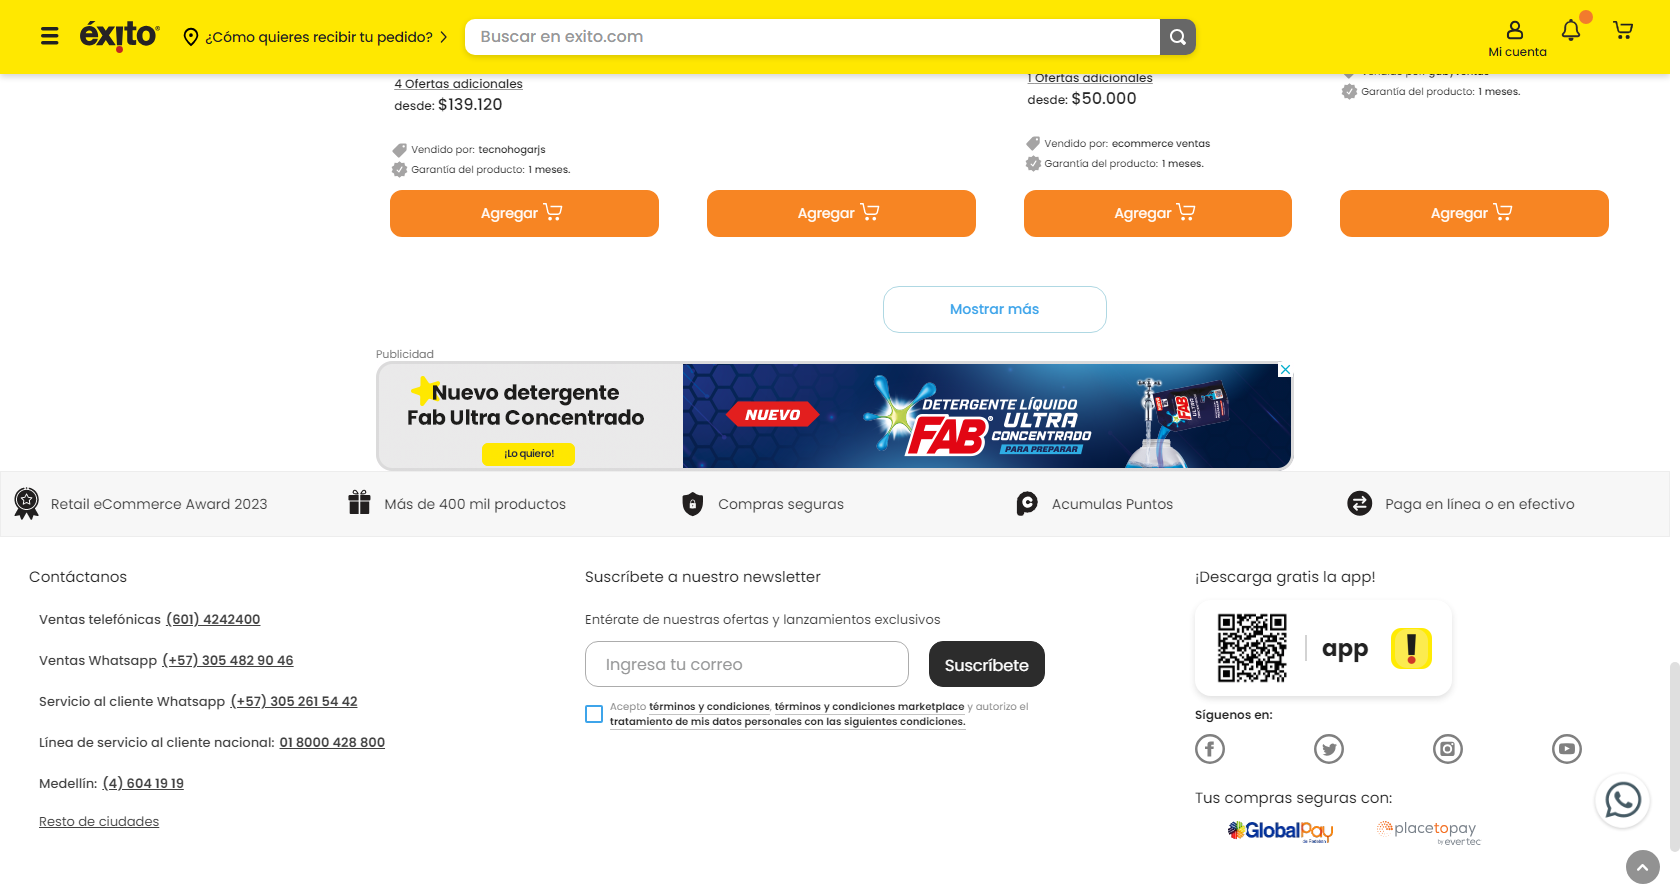 éxito
¿Cómo quieres recibir tu pedido?
Buscar en exito.com
Mi cuenta
4 Ofertas adicionales
desde: $139.120
Vendido por: tecnohogarjs
Garantía del producto: 1 meses.
1 Ofertas adicionales
desde: $50.000
Vendido por: ecommerce ventas
Garantía del producto: 1 meses.
Garantía del producto: 1 meses.
Agregar
Agregar
Agregar
Agregar
Mostrar más
Publicidad
Nuevo detergente
Fab Ultra Concentrado
¡Lo quiero!
NUEVO
DETERGENTE LÍQUIDO
FAB ULTRA
CONCENTRADO
PARA PREPARAR
FAB
Retail eCommerce Award 2023
Más de 400 mil productos
Compras seguras
Acumulas Puntos
Paga en línea o en efectivo
Contáctanos
Ventas telefónicas (601) 4242400
Ventas Whatsapp (+57) 305 482 90 46
Servicio al cliente Whatsapp (+57) 305 261 54 42
Línea de servicio al cliente nacional: 01 8000 428 800
Medellín: (4) 604 19 19
Resto de ciudades
Suscríbete a nuestro newsletter
Entérate de nuestras ofertas y lanzamientos exclusivos
Ingresa tu correo
Suscríbete
Acepto términos y condiciones, términos y condiciones marketplace y autorizo el
tratamiento de mis datos personales con las siguientes condiciones.
¡Descarga gratis la app!
app
Síguenos en:
Tus compras seguras con:
GlobalPay
placetopay
by evertec